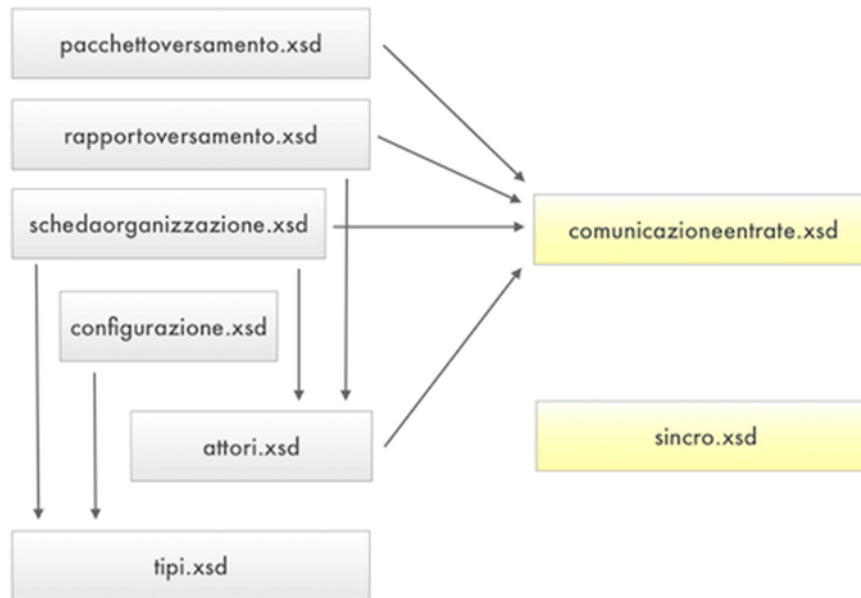 pacchettoversamento.xsd
rapportoversamento.xsd
schedaorganizzazione.xsd
comunicazioneentrate.xsd
configurazione.xsd
attori.xsd
sincro.xsd
tipi.xsd